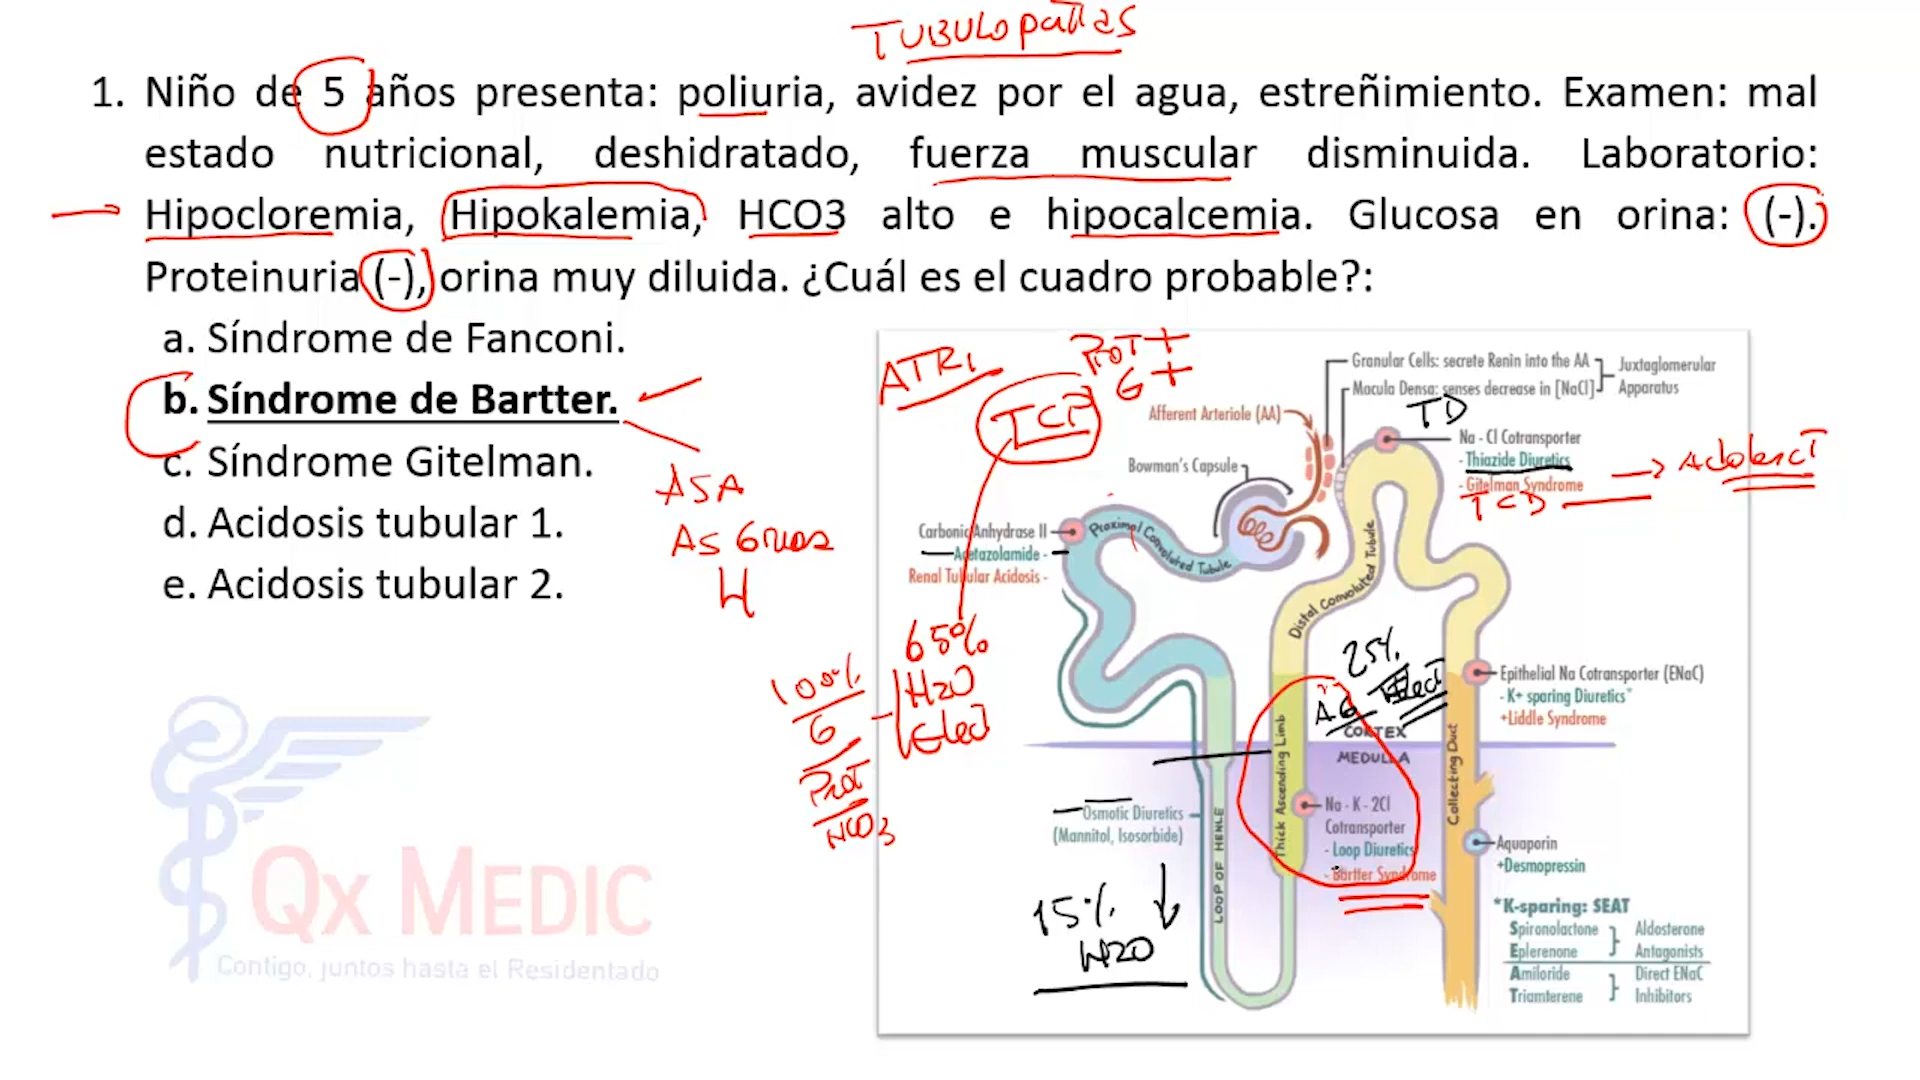 TUBULOpatías
1. Niño de 5 años presenta: poliuria, avidez por el agua, estreñimiento. Examen: mal
estado nutricional, deshidratado, fuerza muscular disminuida. Laboratorio:
Hipocloremia, Hipokalemia, HCO3 alto e hipocalcemia. Glucosa en orina: (-).
Proteinuria (-), orina muy diluida. ¿Cuál es el cuadro probable?:
a. Síndrome de Fanconi.
b. Síndrome de Bartter.
c. Síndrome Gitelman.
d. Acidosis tubular 1.
e. Acidosis tubular 2.
ASA
H
ATR
TCP
PROT +
G +
Granular Cells: secrete Renin into the AA
Macula Densa: senses decrease in [NaCl]
Juxtaglomerular
Apparatus
TD
Afferent Arteriole (AA)
Bowman's Capsule
Na - Cl Cotransporter
- Thiazide Diuretics
- Gitelman Syndrome
TCD
Carbonic Anhydrase II
Acetazolamide -
Renal Tubular Acidosis -
Proximal Convoluted Tubule
Distal Convoluted Tubule
65%
H2O
Elect
100%
G
Prot
HCO3
25%
Elect
Epithelial Na Cotransporter (ENaC)
- K+ sparing Diuretics*
+Liddle Syndrome
CORTEX
MEDULLA
Thick Ascending Limb
LOOP OF HENLE
Collecting Duct
Osmotic Diuretics -
(Mannitol, Isosorbide)
Na - K - 2Cl
Cotransporter
- Loop Diuretics
- Bartter Syndrome
Aquaporin
+Desmopressin
15%
H2O
*K-sparing: SEAT
Spironolactone
Eplerenone
Aldosterone
Antagonists
Amiloride
Triamterene
Direct ENaC
Inhibitors
Qx MEDIC
Contigo, juntos hasta el Residentado